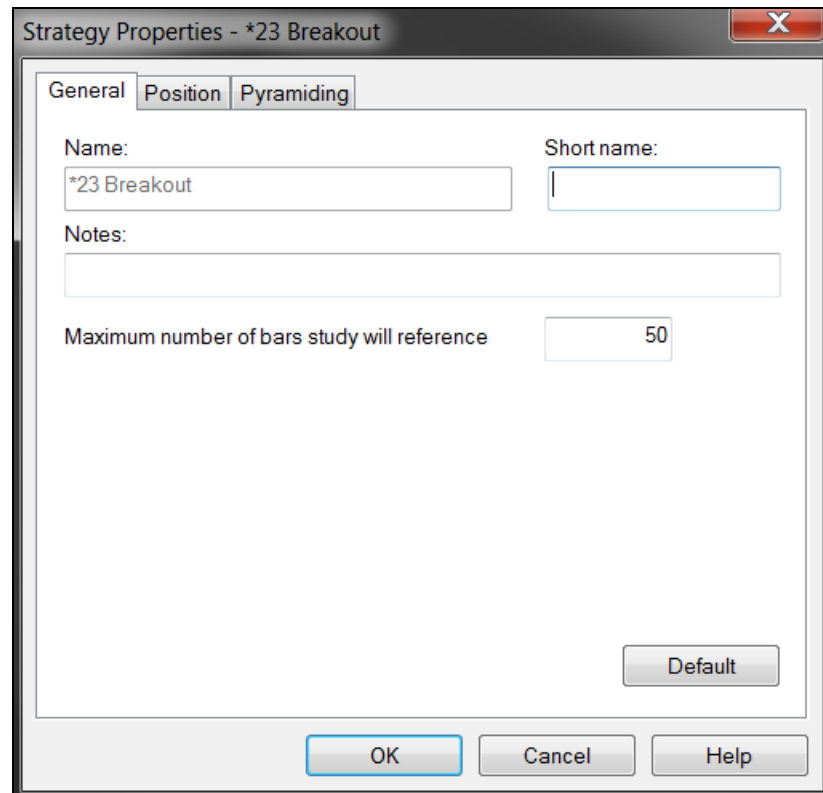 Strategy Properties - *23 Breakout
X
General Position Pyramiding
Name: Short name:
*23 Breakout
Notes:
Maximum number of bars study will reference 50
Default
OK Cancel Help